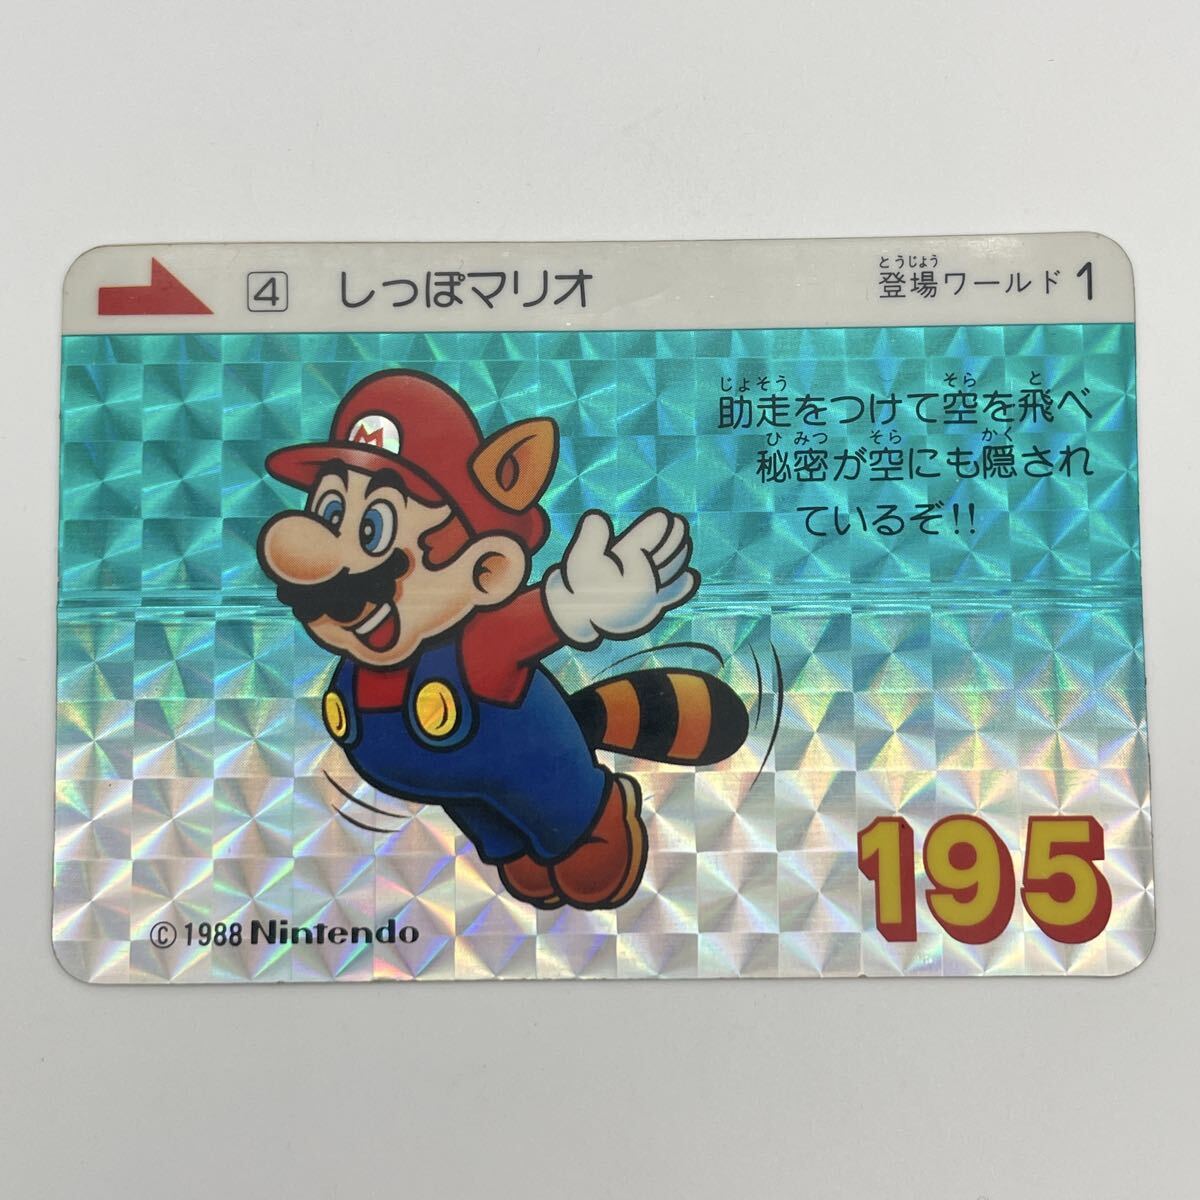 4 しっぽマリオ
とうじょう
登場ワールド 1
じょそう そら と
助走をつけて空を飛べ
ひ みつ そら かく
秘密が空にも隠され
ているぞ!!
M
195
© 1988 Nintendo